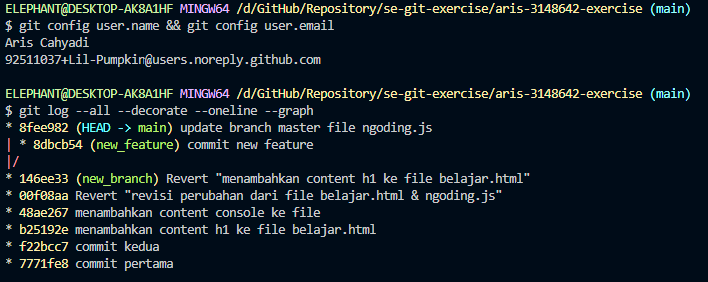 ELEPHANT@DESKTOP-AK8A1HF MINGW64 /d/GitHub/Repository/se-git-exercise/aris-3148642-exercise (main)
$ git config user.name && git config user.email
Aris Cahyadi
92511037+Lil-Pumpkin@users.noreply.github.com

ELEPHANT@DESKTOP-AK8A1HF MINGW64 /d/GitHub/Repository/se-git-exercise/aris-3148642-exercise (main)
$ git log --all --decorate --oneline --graph
* 8fee982 (HEAD -> main) update branch master file ngoding.js
| * 8dbcb54 (new_feature) commit new feature
|/
* 146ee33 (new_branch) Revert "menambahkan content h1 ke file belajar.html"
* 00f08aa Revert "revisi perubahan dari file belajar.html & ngoding.js"
* 48ae267 menambahkan content console ke file
* b25192e menambahkan content h1 ke file belajar.html
* f22bcc7 commit kedua
* 7771fe8 commit pertama